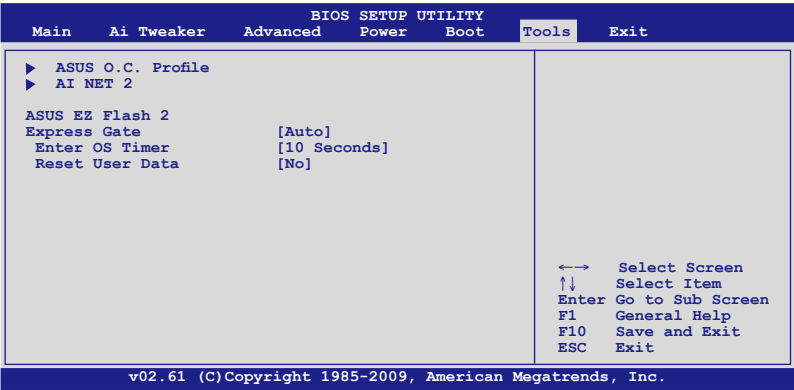 BIOS SETUP UTILITY
Main Ai Tweaker Advanced Power Boot Tools Exit
ASUS O.C. Profile
AI NET 2
ASUS EZ Flash 2
Express Gate [Auto]
Enter OS Timer [10 Seconds]
Reset User Data [No]
←→ Select Screen
↑↓ Select Item
Enter Go to Sub Screen
F1 General Help
F10 Save and Exit
ESC Exit
v02.61 (C)Copyright 1985-2009, American Megatrends, Inc.